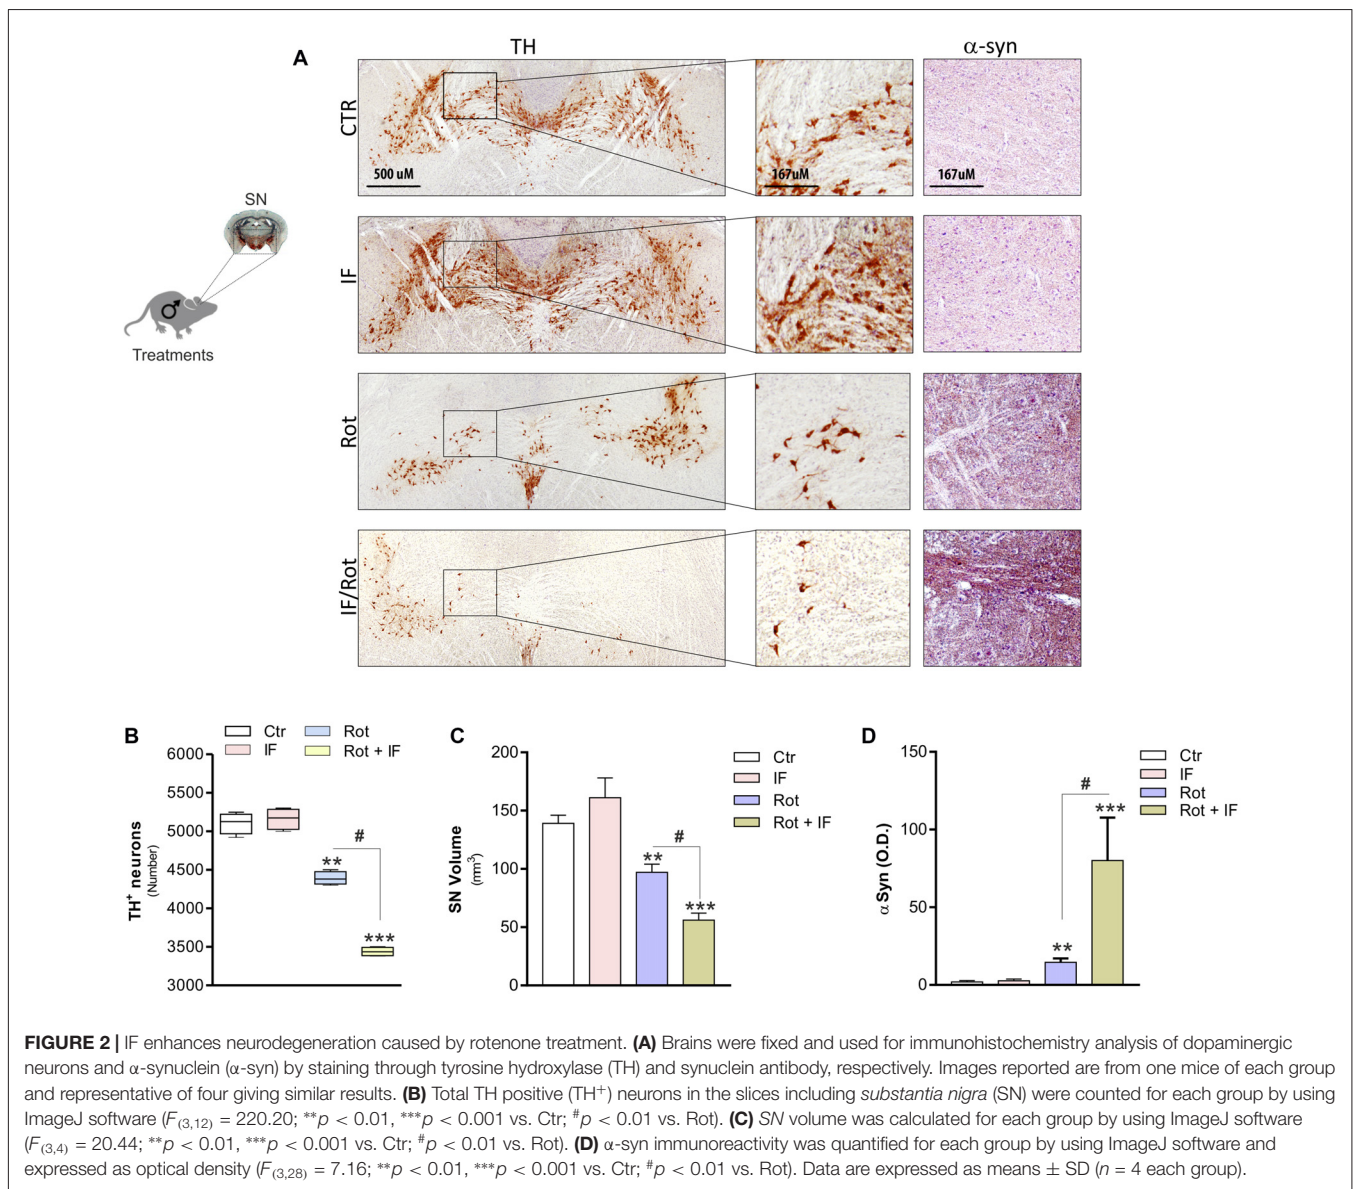 A
TH
α-syn
CTR
500 uM
167uM
167uM
SN
IF
Treatments
Rot
IF/Rot
B
Ctr
IF
Rot
Rot + IF
TH+ neurons
(Number)
6000
5500
5000
4500
4000
3500
3000
**
#
***
C
SN Volume
(mm³)
200
150
100
50
0
**
#
***
Ctr
IF
Rot
Rot + IF
D
α Syn (O.D.)
150
100
50
0
**
#
***
Ctr
IF
Rot
Rot + IF
FIGURE 2 | IF enhances neurodegeneration caused by rotenone treatment. (A) Brains were fixed and used for immunohistochemistry analysis of dopaminergic
neurons and α-synuclein (α-syn) by staining through tyrosine hydroxylase (TH) and synuclein antibody, respectively. Images reported are from one mice of each group
and representative of four giving similar results. (B) Total TH positive (TH+) neurons in the slices including substantia nigra (SN) were counted for each group by using
ImageJ software (F(3,12) = 220.20; **p < 0.01, ***p < 0.001 vs. Ctr; #p < 0.01 vs. Rot). (C) SN volume was calculated for each group by using ImageJ software
(F(3,4) = 20.44; **p < 0.01, ***p < 0.001 vs. Ctr; #p < 0.01 vs. Rot). (D) α-syn immunoreactivity was quantified for each group by using ImageJ software and
expressed as optical density (F(3,28) = 7.16; **p < 0.01, ***p < 0.001 vs. Ctr; #p < 0.01 vs. Rot). Data are expressed as means ± SD (n = 4 each group).